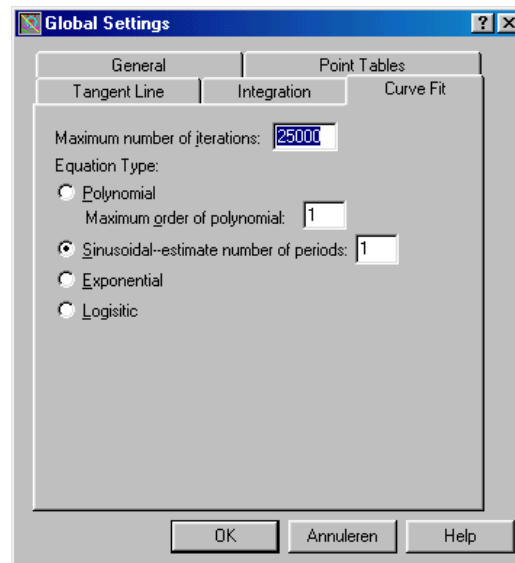 Global Settings
General Point Tables
Tangent Line Integration Curve Fit
Maximum number of iterations: 25000
Equation Type:
Polynomial
Maximum order of polynomial: 1
Sinusoidal--estimate number of periods: 1
Exponential
Logisitic
OK Annuleren Help